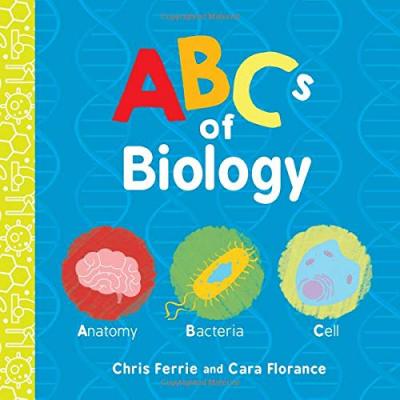 ABCs
of
Biology
Anatomy Bacteria Cell
Chris Ferrie and Cara Florance